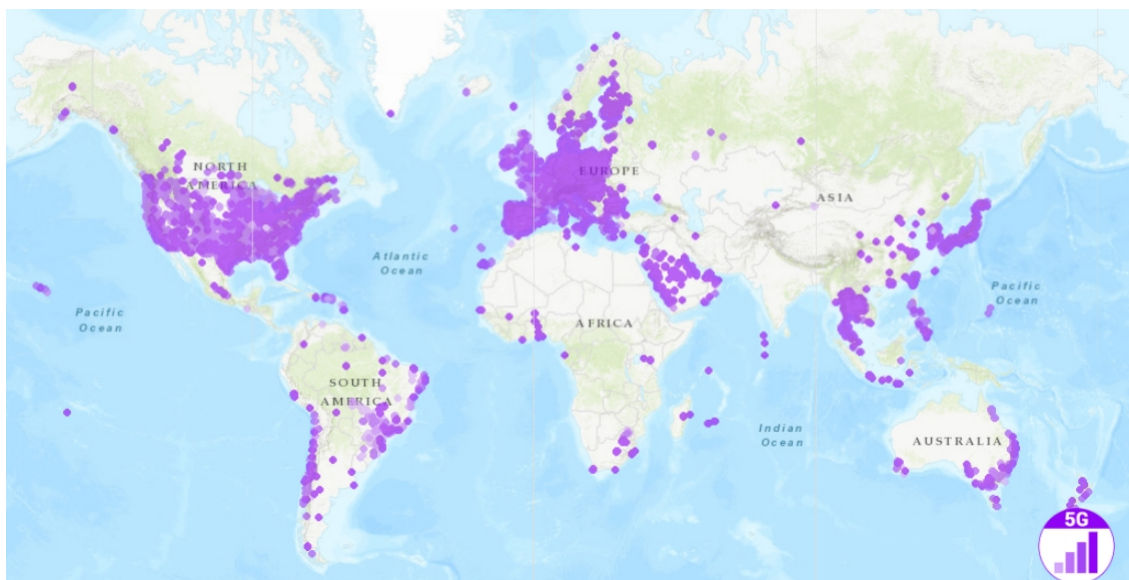 NORTH
AMERICA
EUROPE
ASIA
Atlantic
Ocean
Pacific
Ocean
Pacific
Ocean
AFRICA
SOUTH
AMERICA
Indian
Ocean
AUSTRALIA
5G